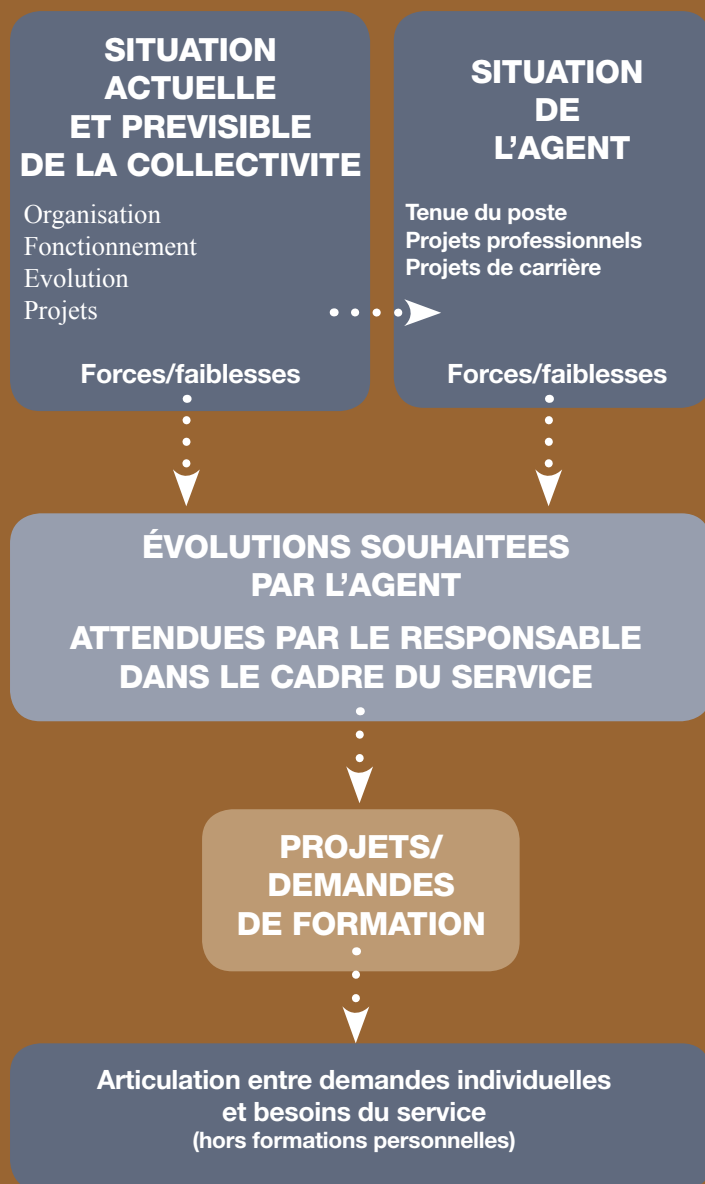 SITUATION
ACTUELLE
ET PREVISIBLE
DE LA COLLECTIVITE
Organisation
Fonctionnement
Evolution
Projets
Forces/faiblesses
SITUATION
DE
L’AGENT
Tenue du poste
Projets professionnels
Projets de carrière
Forces/faiblesses
ÉVOLUTIONS SOUHAITEES
PAR L’AGENT
ATTENDUES PAR LE RESPONSABLE
DANS LE CADRE DU SERVICE
PROJETS/
DEMANDES
DE FORMATION
Articulation entre demandes individuelles
et besoins du service
(hors formations personnelles)